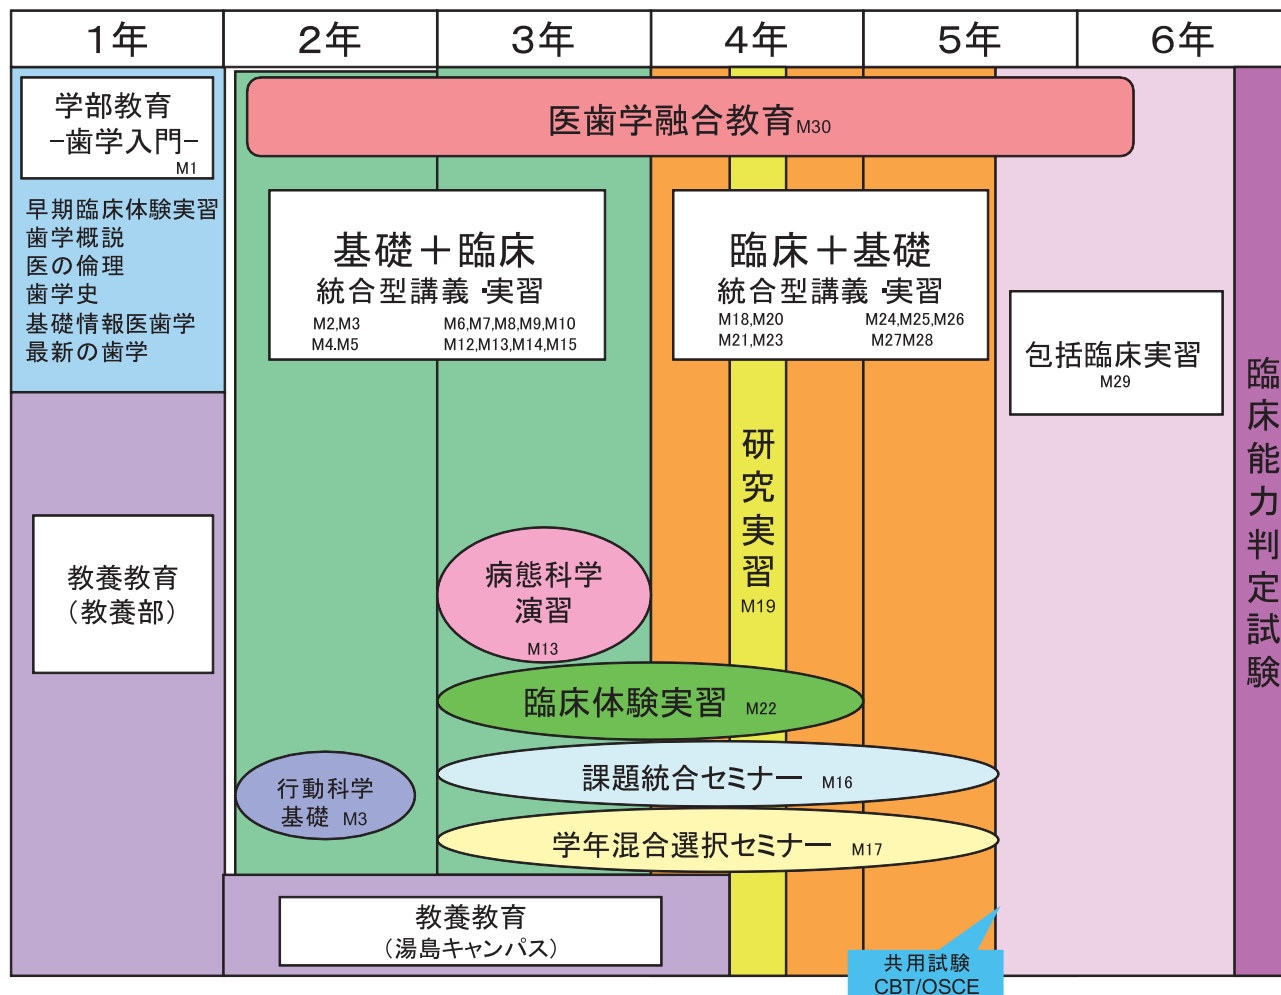 1年
2年
3年
4年
5年
6年
学部教育
-歯学入門-
M1
早期臨床体験実習
歯学概説
医の倫理
歯学史
基礎情報医歯学
最新の歯学
教養教育
（教養部）
医歯学融合教育M30
基礎＋臨床
統合型講義・実習
M2,M3
M4.M5
M6,M7,M8,M9,M10
M12,M13,M14,M15
臨床＋基礎
統合型講義・実習
M18,M20
M21,M23
M24,M25,M26
M27M28
包括臨床実習
M29
研究実習
M19
病態科学
演習
M13
臨床体験実習 M22
課題統合セミナー M16
行動科学
基礎 M3
学年混合選択セミナー M17
教養教育
（湯島キャンパス）
共用試験
CBT/OSCE
臨床能力判定試験